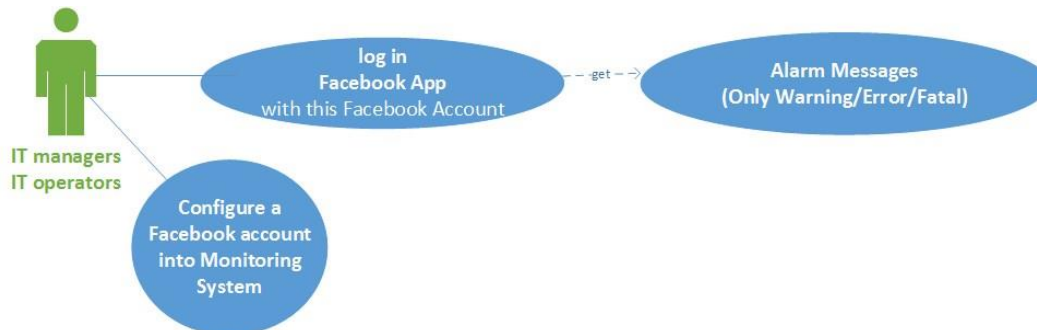 log in
Facebook App
with this Facebook Account
get
Alarm Messages
(Only Warning/Error/Fatal)
IT managers
IT operators
Configure a
Facebook account
into Monitoring
System